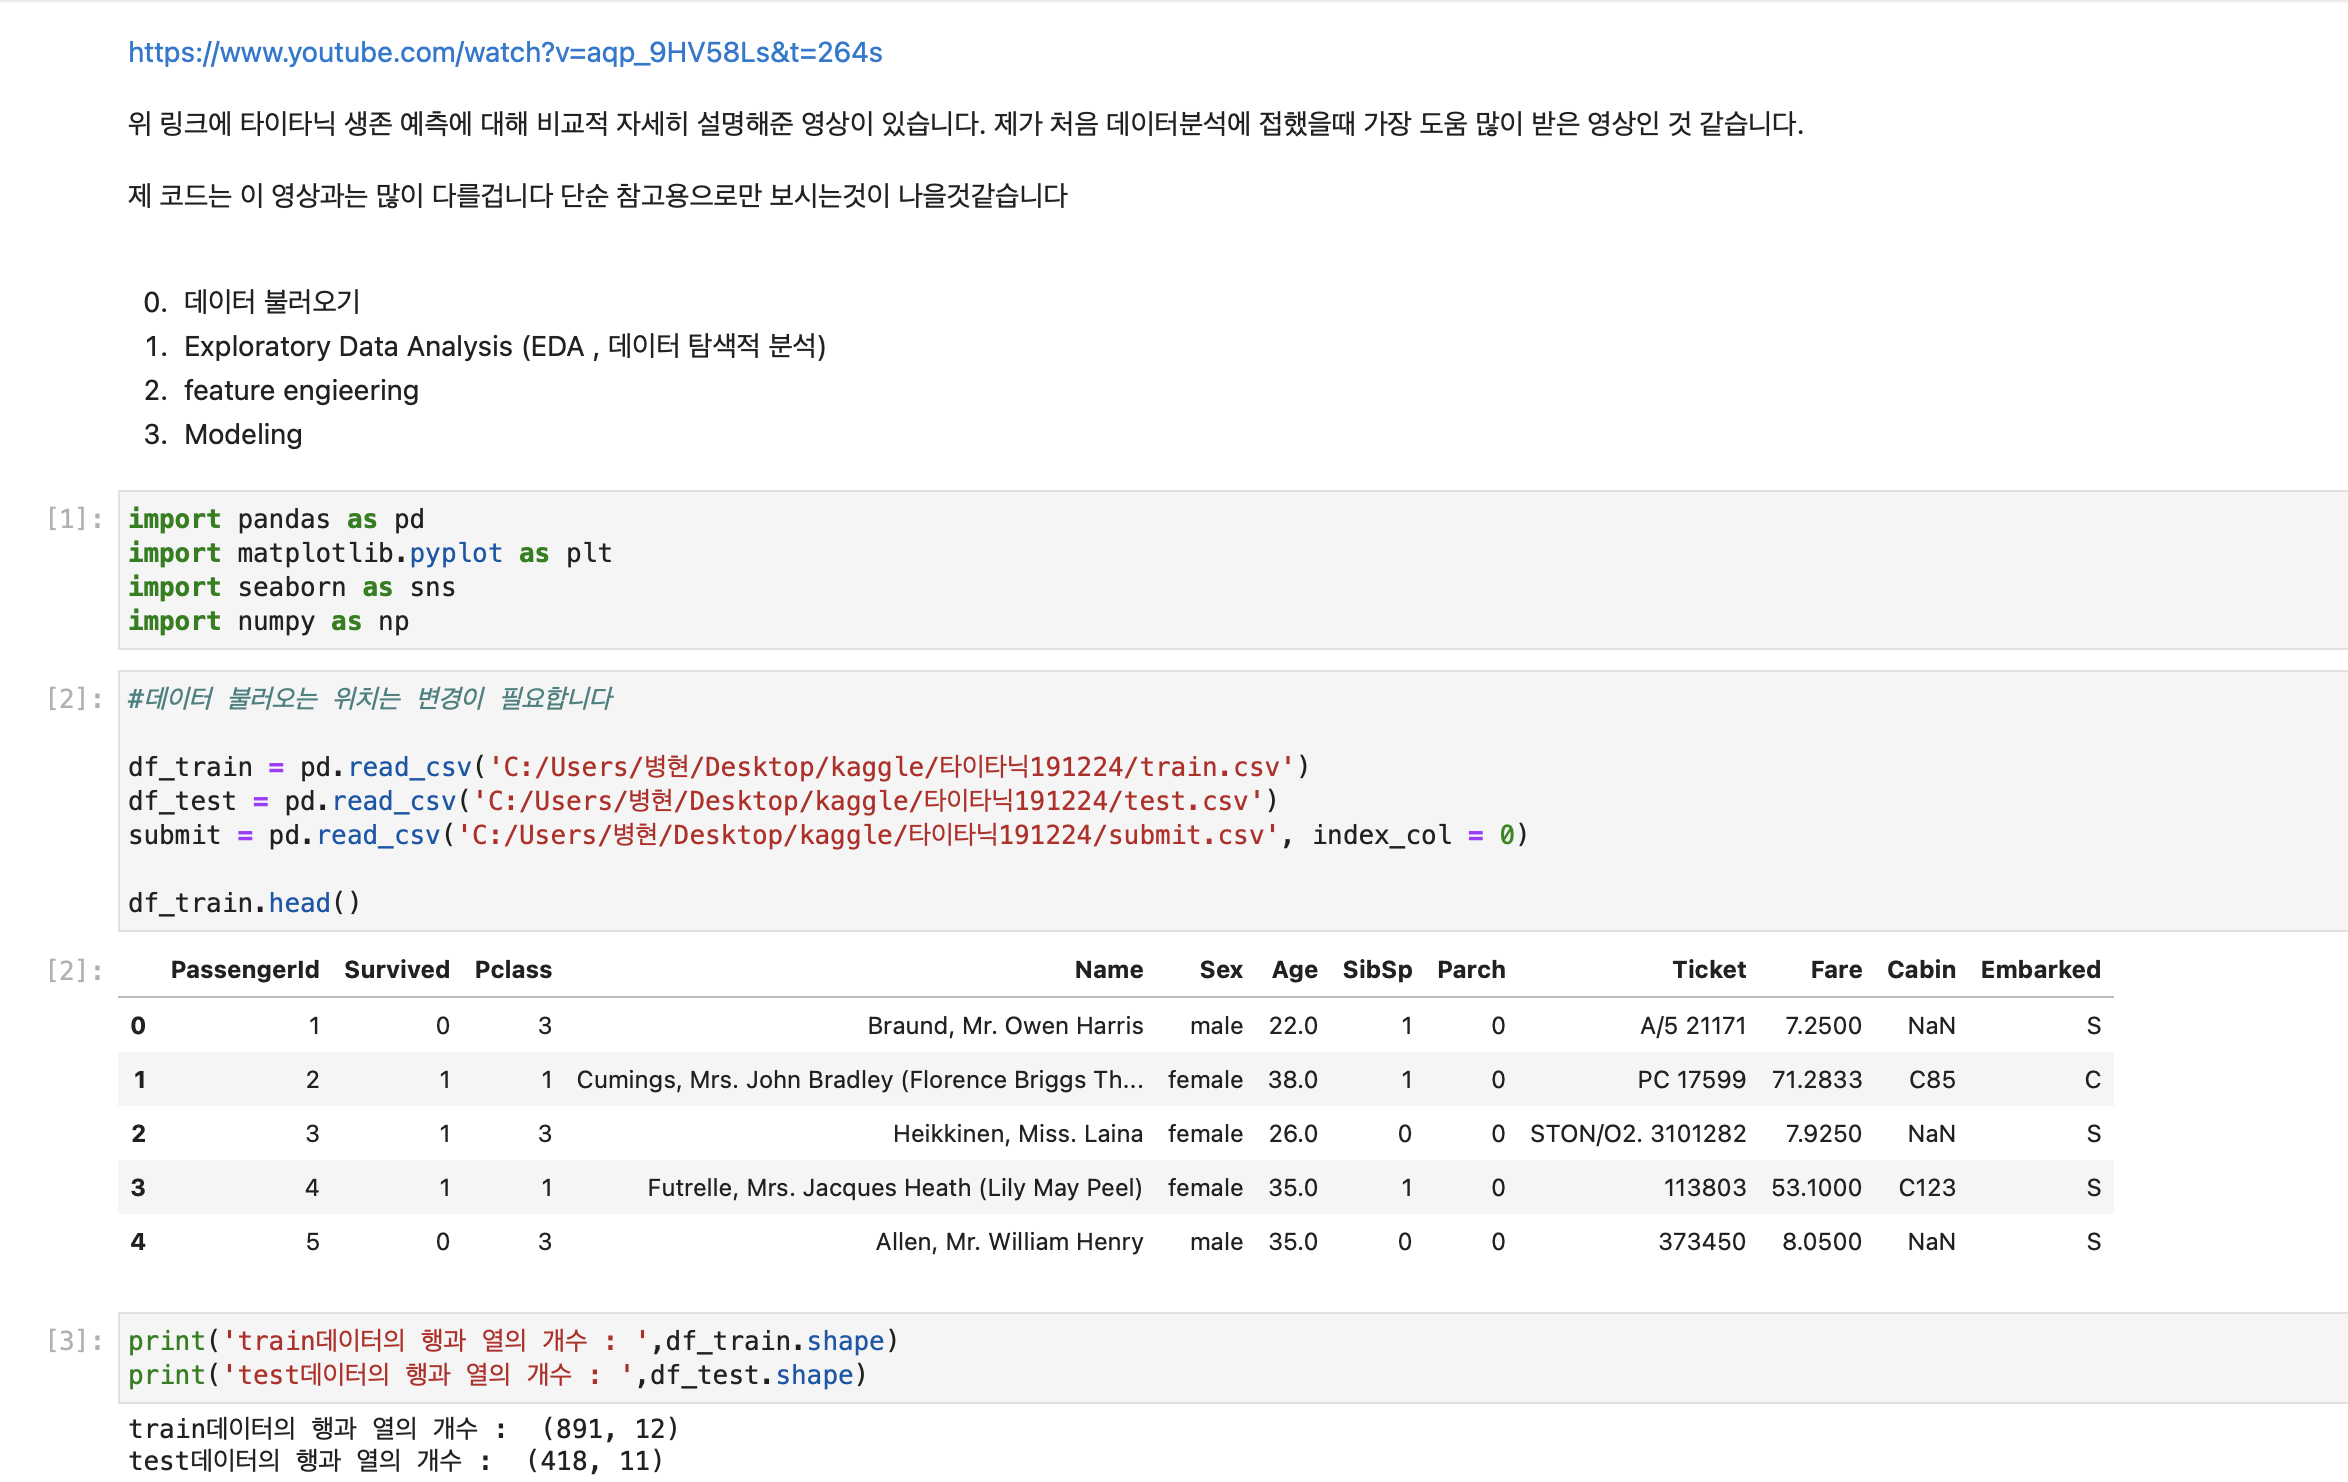 https://www.youtube.com/watch?v=aqp_9HV58Ls&t=264s
위 링크에 타이타닉 생존 예측에 대해 비교적 자세히 설명해준 영상이 있습니다. 제가 처음 데이터분석에 접했을때 가장 도움 많이 받은 영상인 것 같습니다.
제 코드는 이 영상과는 많이 다를겁니다 단순 참고용으로만 보시는것이 나을것같습니다
0. 데이터 불러오기
1. Exploratory Data Analysis (EDA , 데이터 탐색적 분석)
2. feature engieering
3. Modeling
[1]: import pandas as pd
import matplotlib.pyplot as plt
import seaborn as sns
import numpy as np
[2]: #데이터 불러오는 위치는 변경이 필요합니다
df_train = pd.read_csv('C:/Users/병현/Desktop/kaggle/타이타닉191224/train.csv')
df_test = pd.read_csv('C:/Users/병현/Desktop/kaggle/타이타닉191224/test.csv')
submit = pd.read_csv('C:/Users/병현/Desktop/kaggle/타이타닉191224/submit.csv', index_col = 0)
df_train.head()
[2]: PassengerId Survived Pclass Name Sex Age SibSp Parch Ticket Fare Cabin Embarked
0 1 0 3 Braund, Mr. Owen Harris male 22.0 1 0 A/5 21171 7.2500 NaN S
1 2 1 1 Cumings, Mrs. John Bradley (Florence Briggs Th... female 38.0 1 0 PC 17599 71.2833 C85 C
2 3 1 3 Heikkinen, Miss. Laina female 26.0 0 0 STON/O2. 3101282 7.9250 NaN S
3 4 1 1 Futrelle, Mrs. Jacques Heath (Lily May Peel) female 35.0 1 0 113803 53.1000 C123 S
4 5 0 3 Allen, Mr. William Henry male 35.0 0 0 373450 8.0500 NaN S
[3]: print('train데이터의 행과 열의 개수 : ',df_train.shape)
print('test데이터의 행과 열의 개수 : ',df_test.shape)
train데이터의 행과 열의 개수 :  (891, 12)
test데이터의 행과 열의 개수 :  (418, 11)